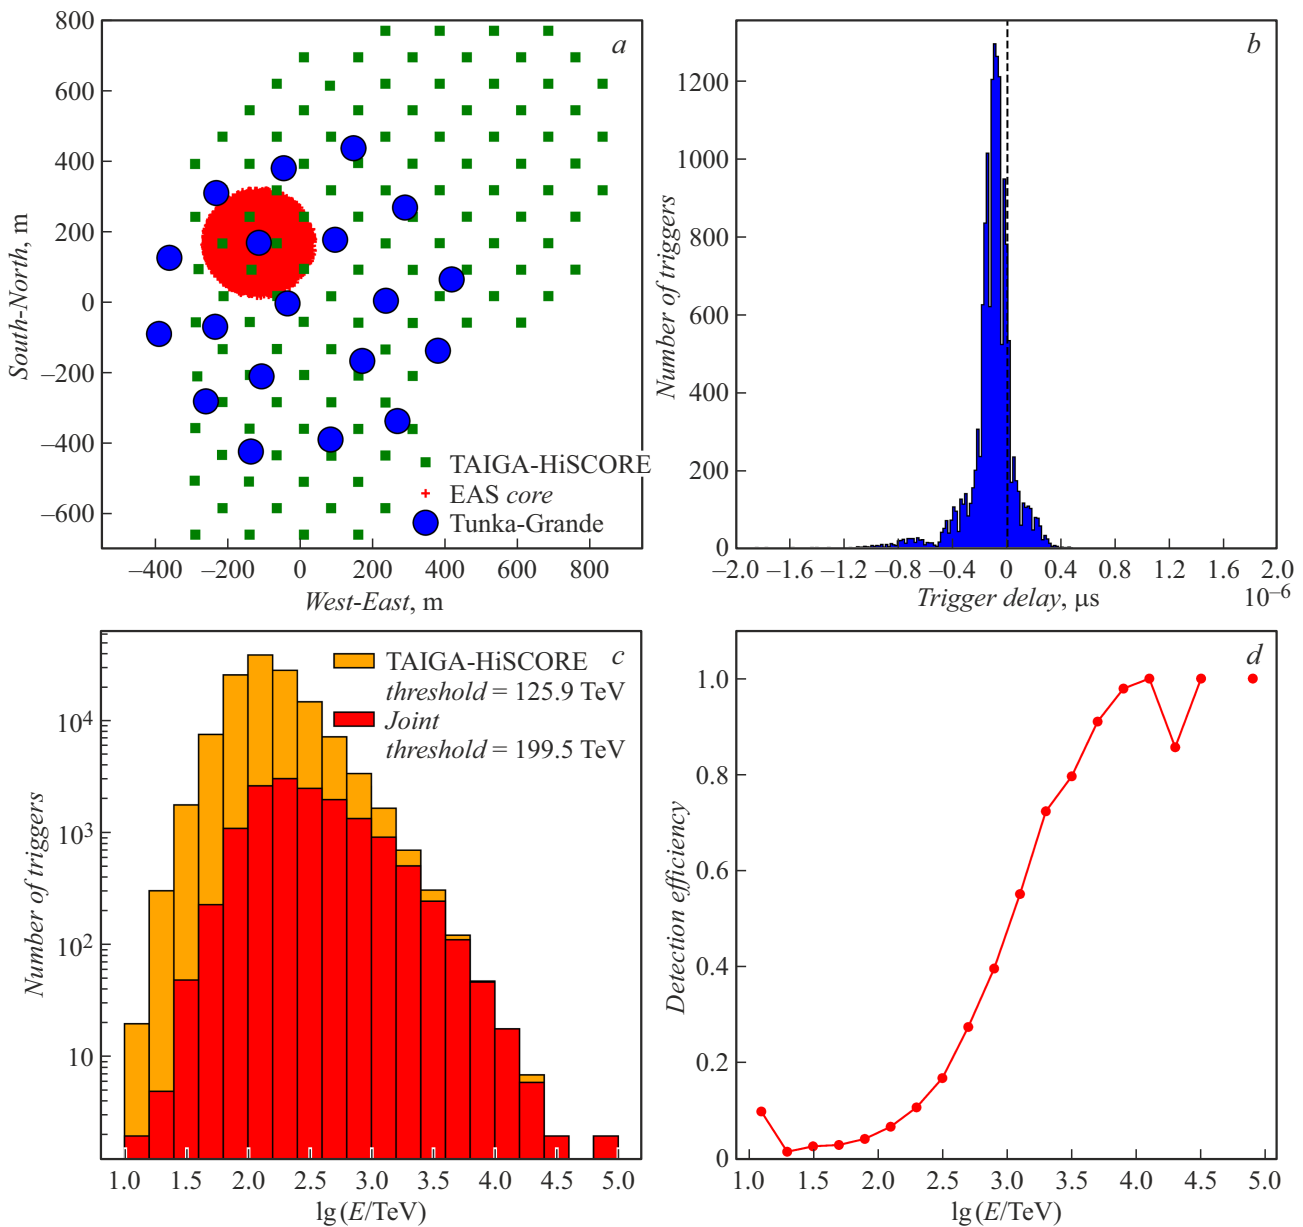 a
800
600
400
200
0
–200
–400
–600
South-North, m
–400 –200 0 200 400 600 800
West-East, m
TAIGA-HiSCORE
EAS core
Tunka-Grande
b
1200
1000
800
600
400
200
0
Number of triggers
–2.0 –1.6 –1.2 –0.8 –0.4 0 0.4 0.8 1.2 1.6 2.0
Trigger delay, μs
10⁻⁶
c
TAIGA-HiSCORE
threshold = 125.9 TeV
Joint
threshold = 199.5 TeV
10⁴
10³
10²
10
Number of triggers
1.0 1.5 2.0 2.5 3.0 3.5 4.0 4.5 5.0
lg (E/TeV)
d
1.0
0.8
0.6
0.4
0.2
0
Detection efficiency
1.0 1.5 2.0 2.5 3.0 3.5 4.0 4.5 5.0
lg (E/TeV)